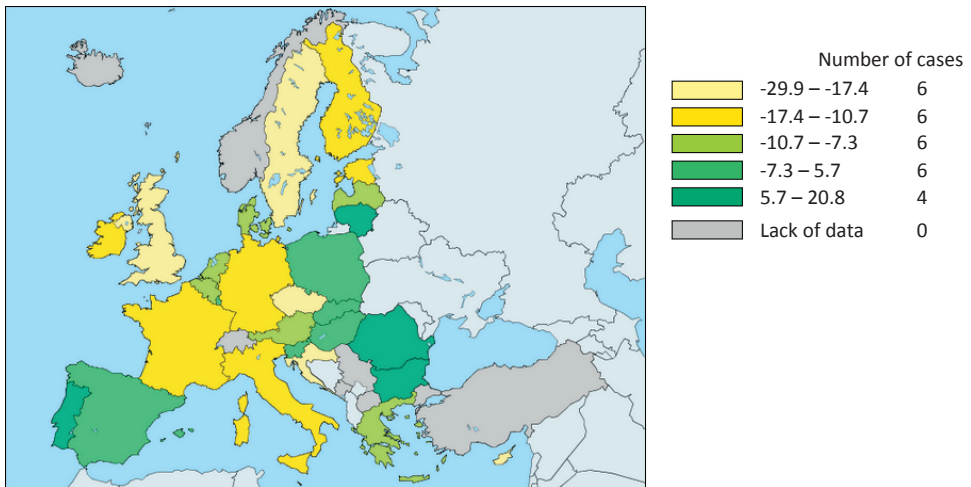 Number of cases
-29.9 – -17.4 6
-17.4 – -10.7 6
-10.7 – -7.3 6
-7.3 – 5.7 6
5.7 – 20.8 4
Lack of data 0